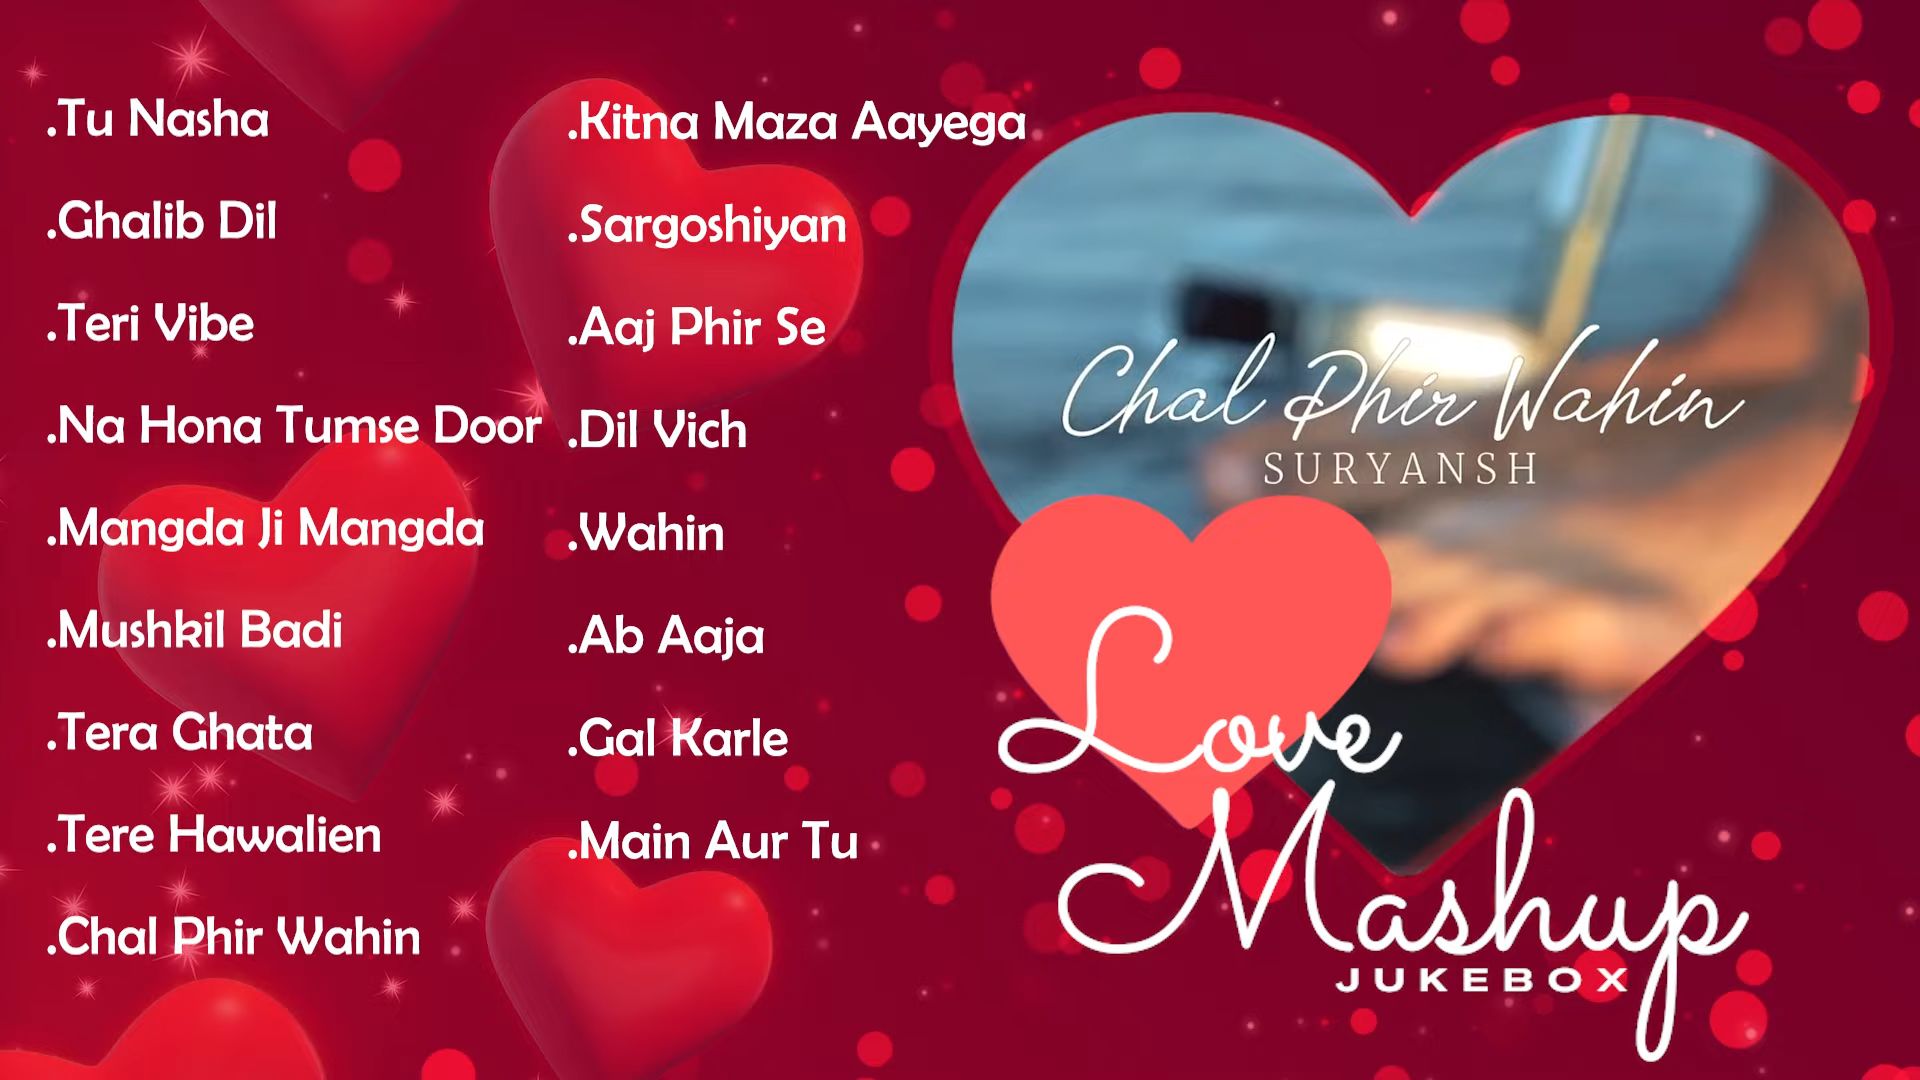 .Tu Nasha
.Ghalib Dil
.Teri Vibe
.Na Hona Tumse Door
.Mangda Ji Mangda
.Mushkil Badi
.Tera Ghata
.Tere Hawalien
.Chal Phir Wahin
.Kitna Maza Aayega
.Sargoshiyan
.Aaj Phir Se
.Dil Vich
.Wahin
.Ab Aaja
.Gal Karle
.Main Aur Tu
Chal Phir Wahin
SURYANSH
Love
Mashup
JUKEBOX